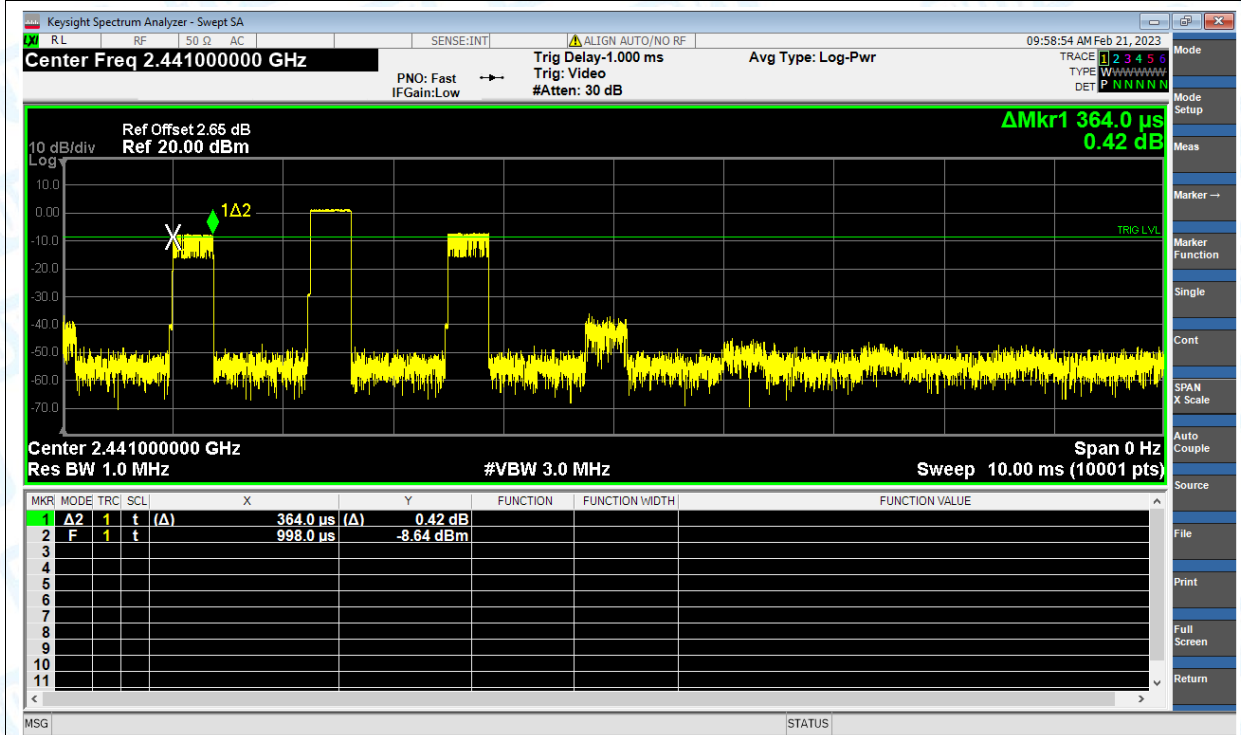 Keysight Spectrum Analyzer - Swept SA
LXI RL RF 50 Ω AC SENSE:INT ALIGN AUTO/NO RF 09:58:54 AM Feb 21, 2023
Center Freq 2.441000000 GHz
PNO: Fast
IFGain:Low
Trig Delay-1.000 ms
Trig: Video
#Atten: 30 dB
Avg Type: Log-Pwr
TRACE 1 2 3 4 5 6
TYPE WWWWWWW
DET P N N N N N
ΔMkr1 364.0 µs
0.42 dB
Ref Offset 2.65 dB
10 dB/div Ref 20.00 dBm
Log
10.0
0.00
-10.0
-20.0
-30.0
-40.0
-50.0
-60.0
-70.0
1Δ2
TRIG LVL
Center 2.441000000 GHz Span 0 Hz
Res BW 1.0 MHz #VBW 3.0 MHz Sweep 10.00 ms (10001 pts)
MKR MODE TRC SCL X Y FUNCTION FUNCTION WIDTH FUNCTION VALUE
1 Δ2 1 t (Δ) 364.0 µs (Δ) 0.42 dB
2 F 1 t 998.0 µs -8.64 dBm
3
4
5
6
7
8
9
10
11
MSG STATUS
Mode
Mode
Setup
Meas
Marker →
Marker
Function
Single
Cont
SPAN
X Scale
Auto
Couple
Source
File
Print
Full
Screen
Return